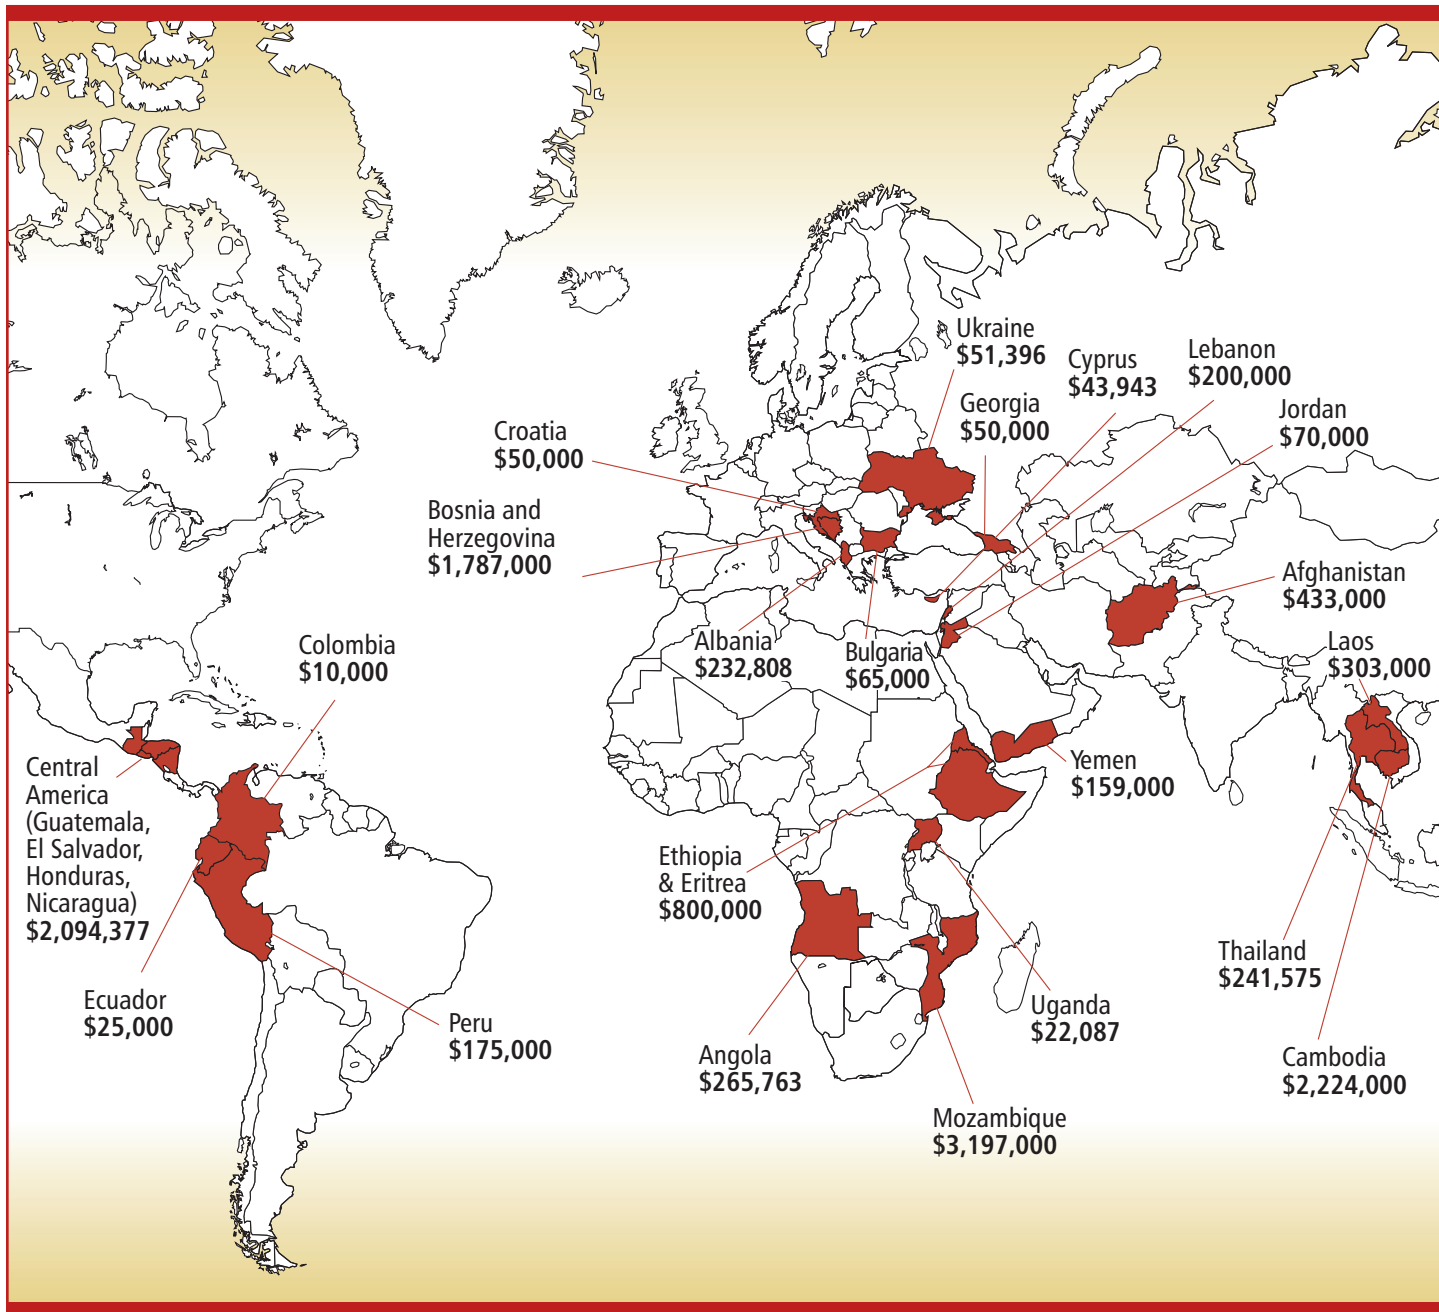 Ukraine
$51,396
Cyprus
$43,943
Lebanon
$200,000
Georgia
$50,000
Jordan
$70,000
Croatia
$50,000
Bosnia and
Herzegovina
$1,787,000
Afghanistan
$433,000
Albania
$232,808
Bulgaria
$65,000
Laos
$303,000
Colombia
$10,000
Central
America
(Guatemala,
El Salvador,
Honduras,
Nicaragua)
$2,094,377
Yemen
$159,000
Ethiopia
& Eritrea
$800,000
Thailand
$241,575
Ecuador
$25,000
Peru
$175,000
Uganda
$22,087
Angola
$265,763
Cambodia
$2,224,000
Mozambique
$3,197,000